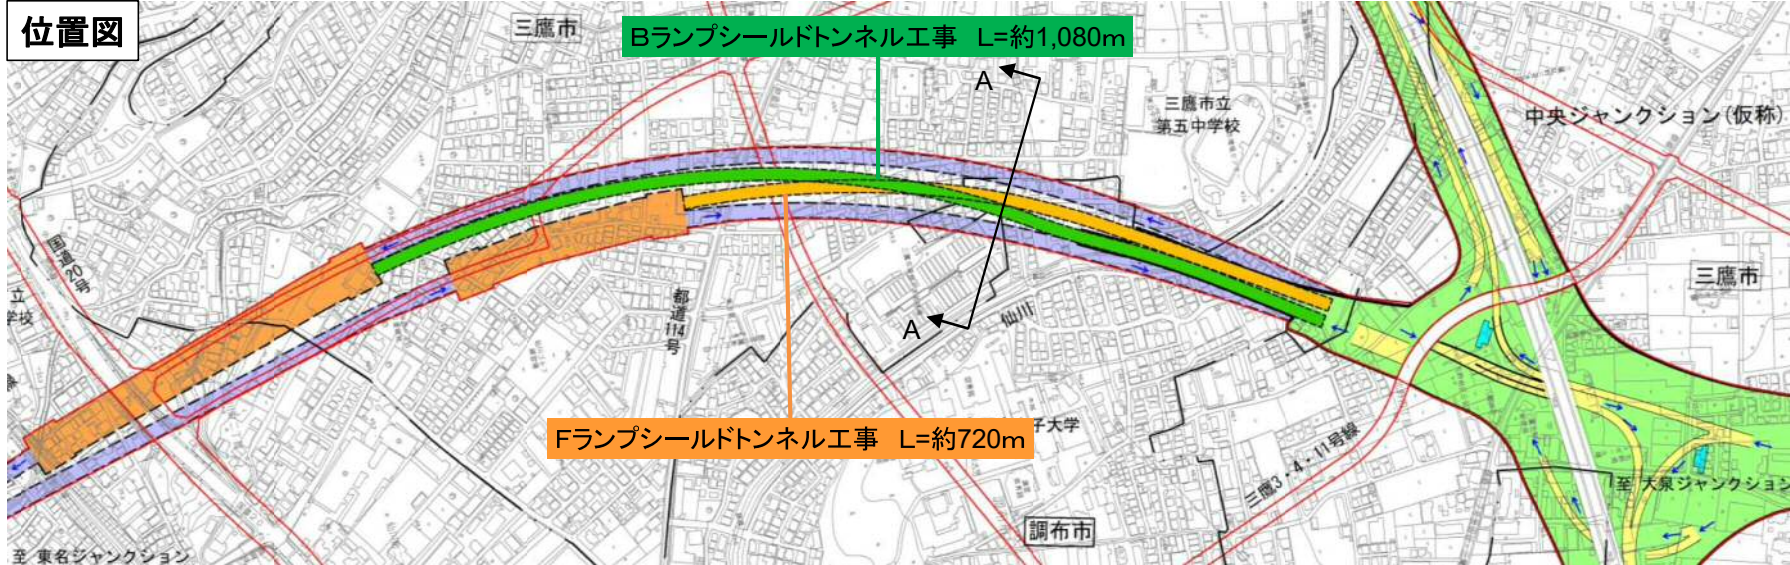 位置図
三鷹市
Bランプシールドトンネル工事 L=約1,080m
A
三鷹市立
第五中学校
中央ジャンクション(仮称)
国道20号
立
学校
都道114号
A
仙川
三鷹市
Fランプシールドトンネル工事 L=約720m
子大学
三鷹3・4・11号線
至 大泉ジャンクション
調布市
至 東名ジャンクション